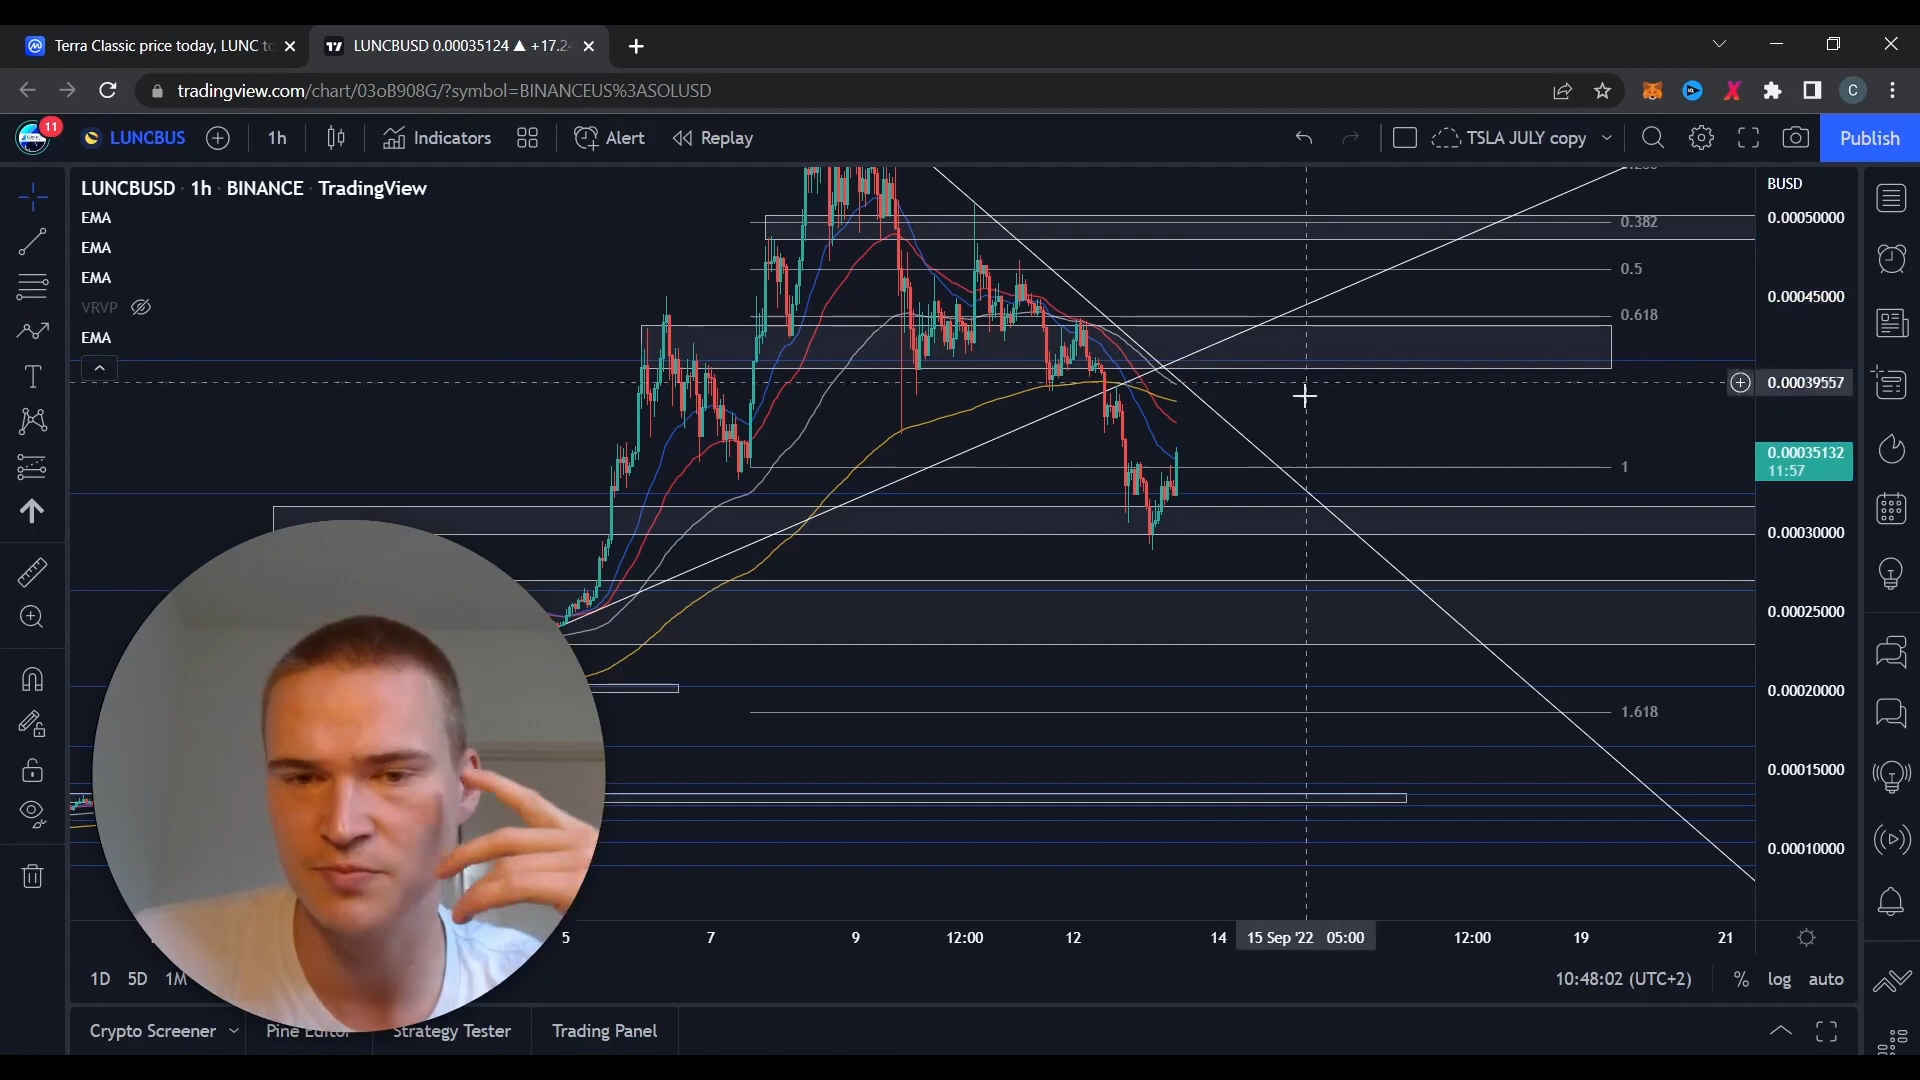 Terra Classic price today, LUNC to
LUNCBUSD 0.00035124 ▲ +17.2
tradingview.com/chart/03oB908G/?symbol=BINANCEUS%3ASOLUSD
C
11
LUNCBUS
1h
Indicators
Alert
Replay
TSLA JULY copy
Publish
LUNCBUSD · 1h · BINANCE · TradingView
BUSD
EMA
EMA
EMA
VRVP
EMA
0.382
0.5
0.618
1
1.618
0.00050000
0.00045000
0.00039557
0.00035132
11:57
0.00030000
0.00025000
0.00020000
0.00015000
0.00010000
5
7
9
12:00
12
14
15 Sep '22 05:00
12:00
19
21
1D 5D 1M
10:48:02 (UTC+2)
%
log
auto
Crypto Screener
Pine Editor
Strategy Tester
Trading Panel